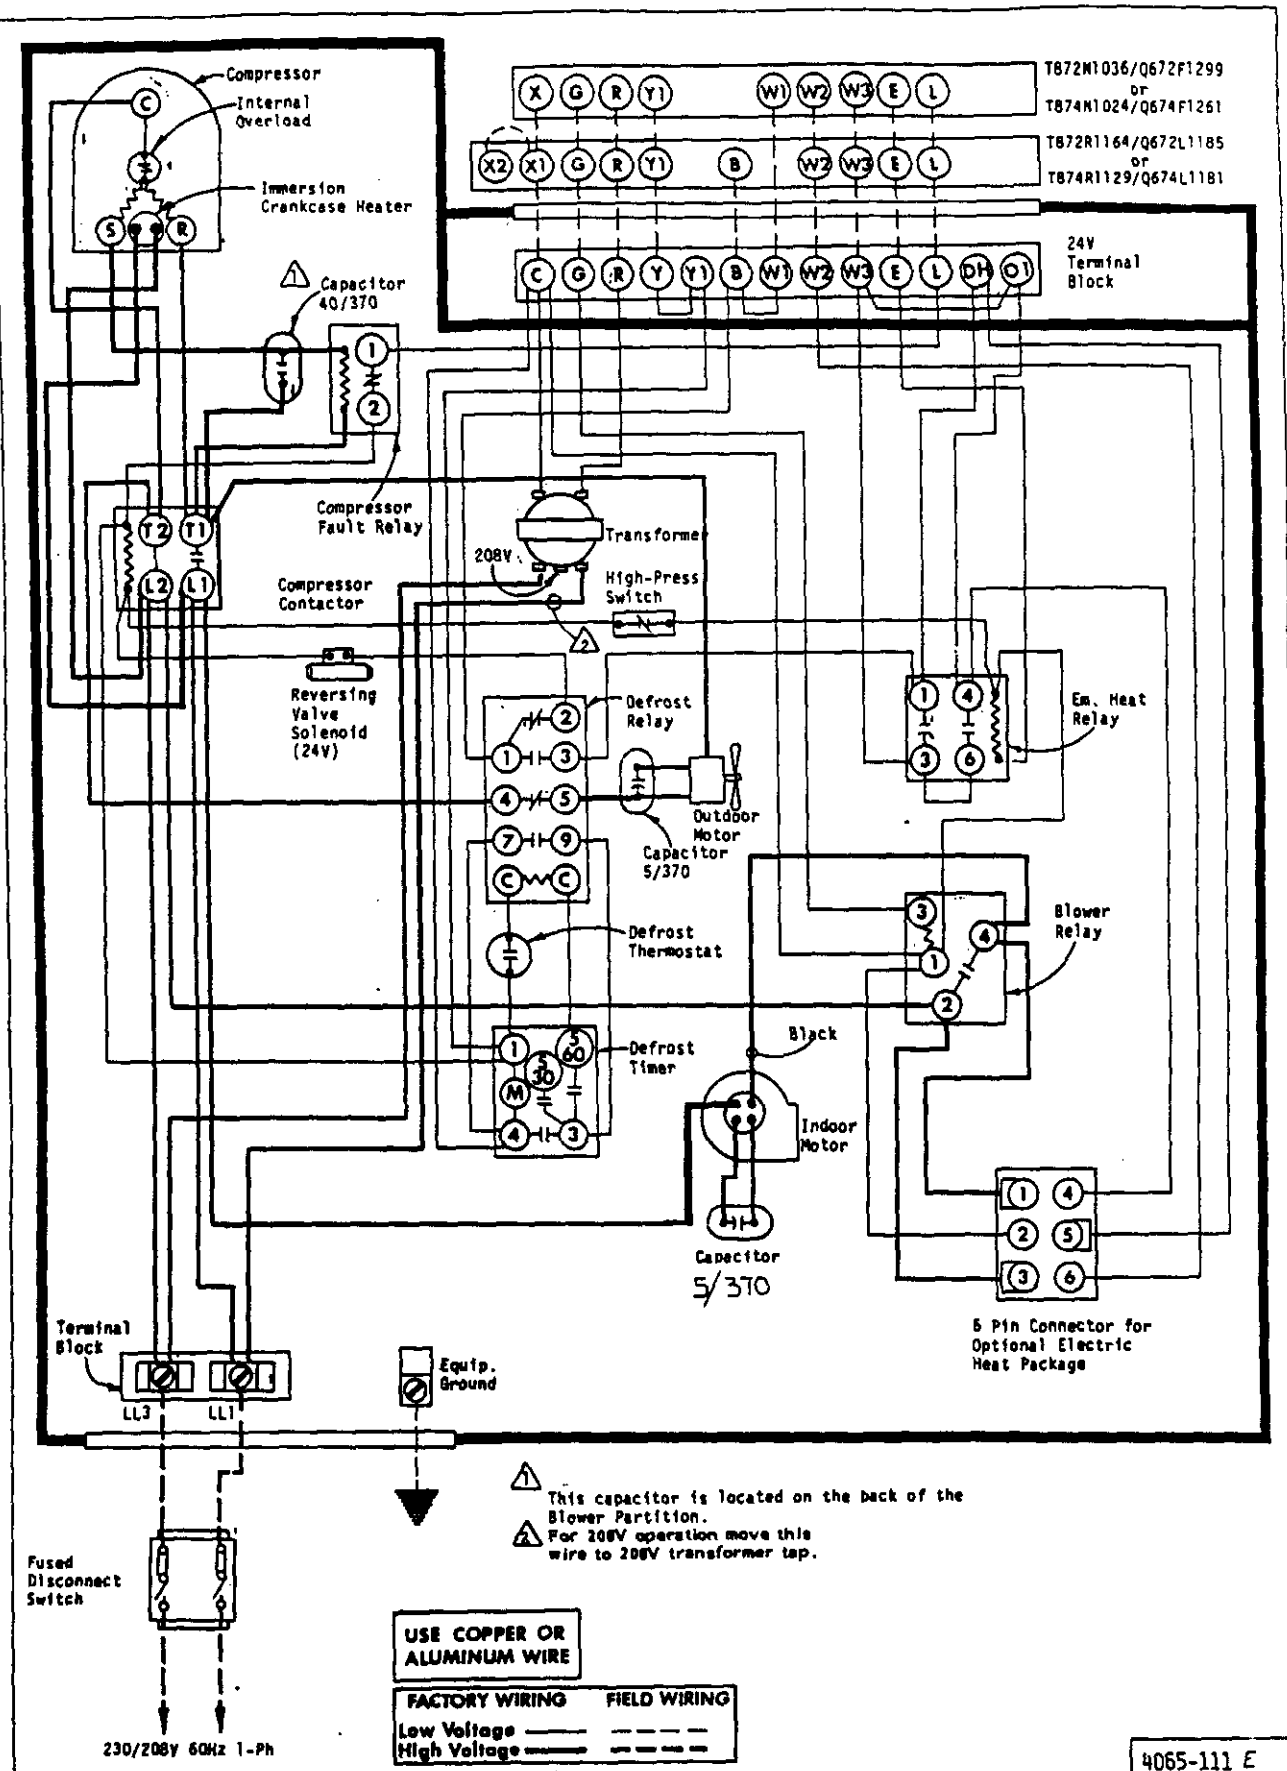 Compressor
Internal
Overload
Immersion
Crankcase Heater
C
S
R
X G R Y1 W1 W2 W3 E L
T872N1036/Q672F1299
or
T874N1024/Q674F1261
X2 X1 G R Y1 B W2 W3 E L
T872R1164/Q672L1185
or
T874R1129/Q674L1181
C G R Y Y1 B W1 W2 W3 E L DH O1
24V
Terminal
Block
1
Capacitor
40/370
1
2
Compressor
Fault Relay
T2 T1
L2 L1
Compressor
Contactor
Transformer
208V
High-Press
Switch
2
Reversing
Valve
Solenoid
(24V)
Defrost
Relay
2
1 3
4 5
7 9
C C
Outdoor
Motor
Capacitor
5/370
1 4
3 6
Em. Heat
Relay
Defrost
Thermostat
3
4
1
2
Blower
Relay
1
5
60
5
30
M
4 3
Defrost
Timer
Black
Indoor
Motor
Capacitor
5/370
1 4
2 5
3 6
6 Pin Connector for
Optional Electric
Heat Package
Terminal
Block
LL3 LL1
Equip.
Ground
1
This capacitor is located on the back of the
Blower Partition.
2
For 208V operation move this
wire to 208V transformer tap.
Fused
Disconnect
Switch
230/208V 60Hz 1-Ph
USE COPPER OR
ALUMINUM WIRE
FACTORY WIRING FIELD WIRING
Low Voltage
High Voltage
4065-111 E